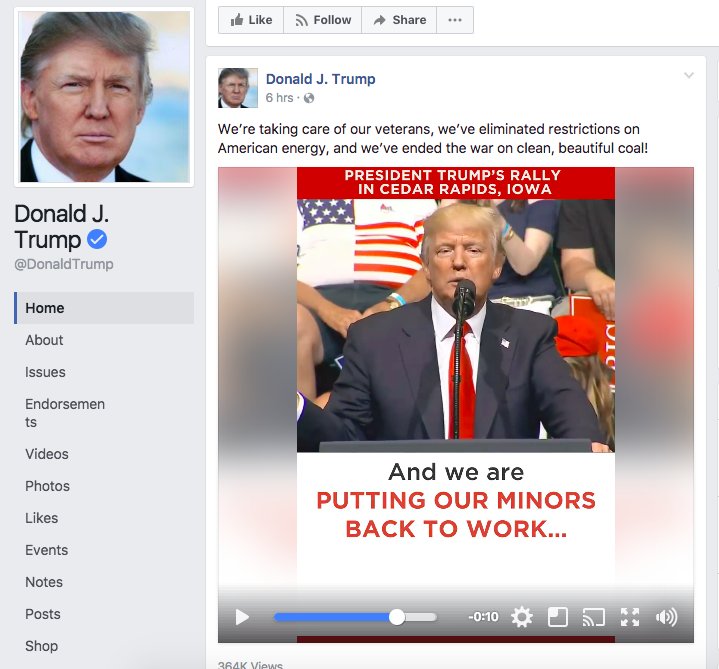 Like
Follow
Share
Donald J. Trump
6 hrs ·
We're taking care of our veterans, we've eliminated restrictions on
American energy, and we've ended the war on clean, beautiful coal!
PRESIDENT TRUMP'S RALLY
IN CEDAR RAPIDS, IOWA
And we are
PUTTING OUR MINORS
BACK TO WORK...
-0:10
364K Views
Donald J.
Trump
@DonaldTrump
Home
About
Issues
Endorsemen
ts
Videos
Photos
Likes
Events
Notes
Posts
Shop